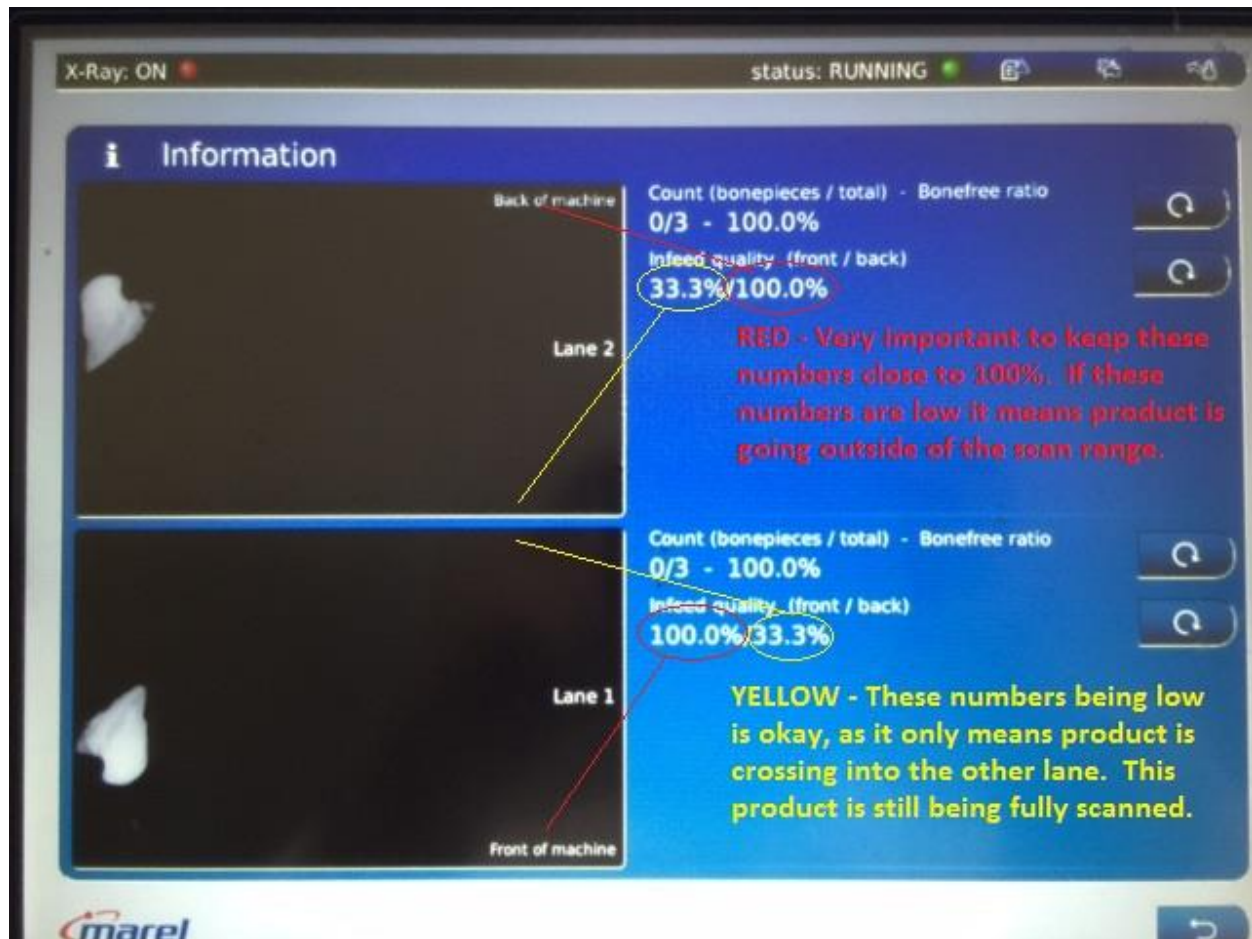 X-Ray: ON
status: RUNNING
i Information
Back of machine
Lane 2
Count (bonepieces / total) - Bonefree ratio
0/3 - 100.0%
Infeed quality (front / back)
33.3%/100.0%
RED - Very important to keep these
numbers close to 100%. If these
numbers are low it means product is
going outside of the scan range.
Lane 1
Front of machine
Count (bonepieces / total) - Bonefree ratio
0/3 - 100.0%
Infeed quality (front / back)
100.0%/33.3%
YELLOW - These numbers being low
is okay, as it only means product is
crossing into the other lane. This
product is still being fully scanned.
marel